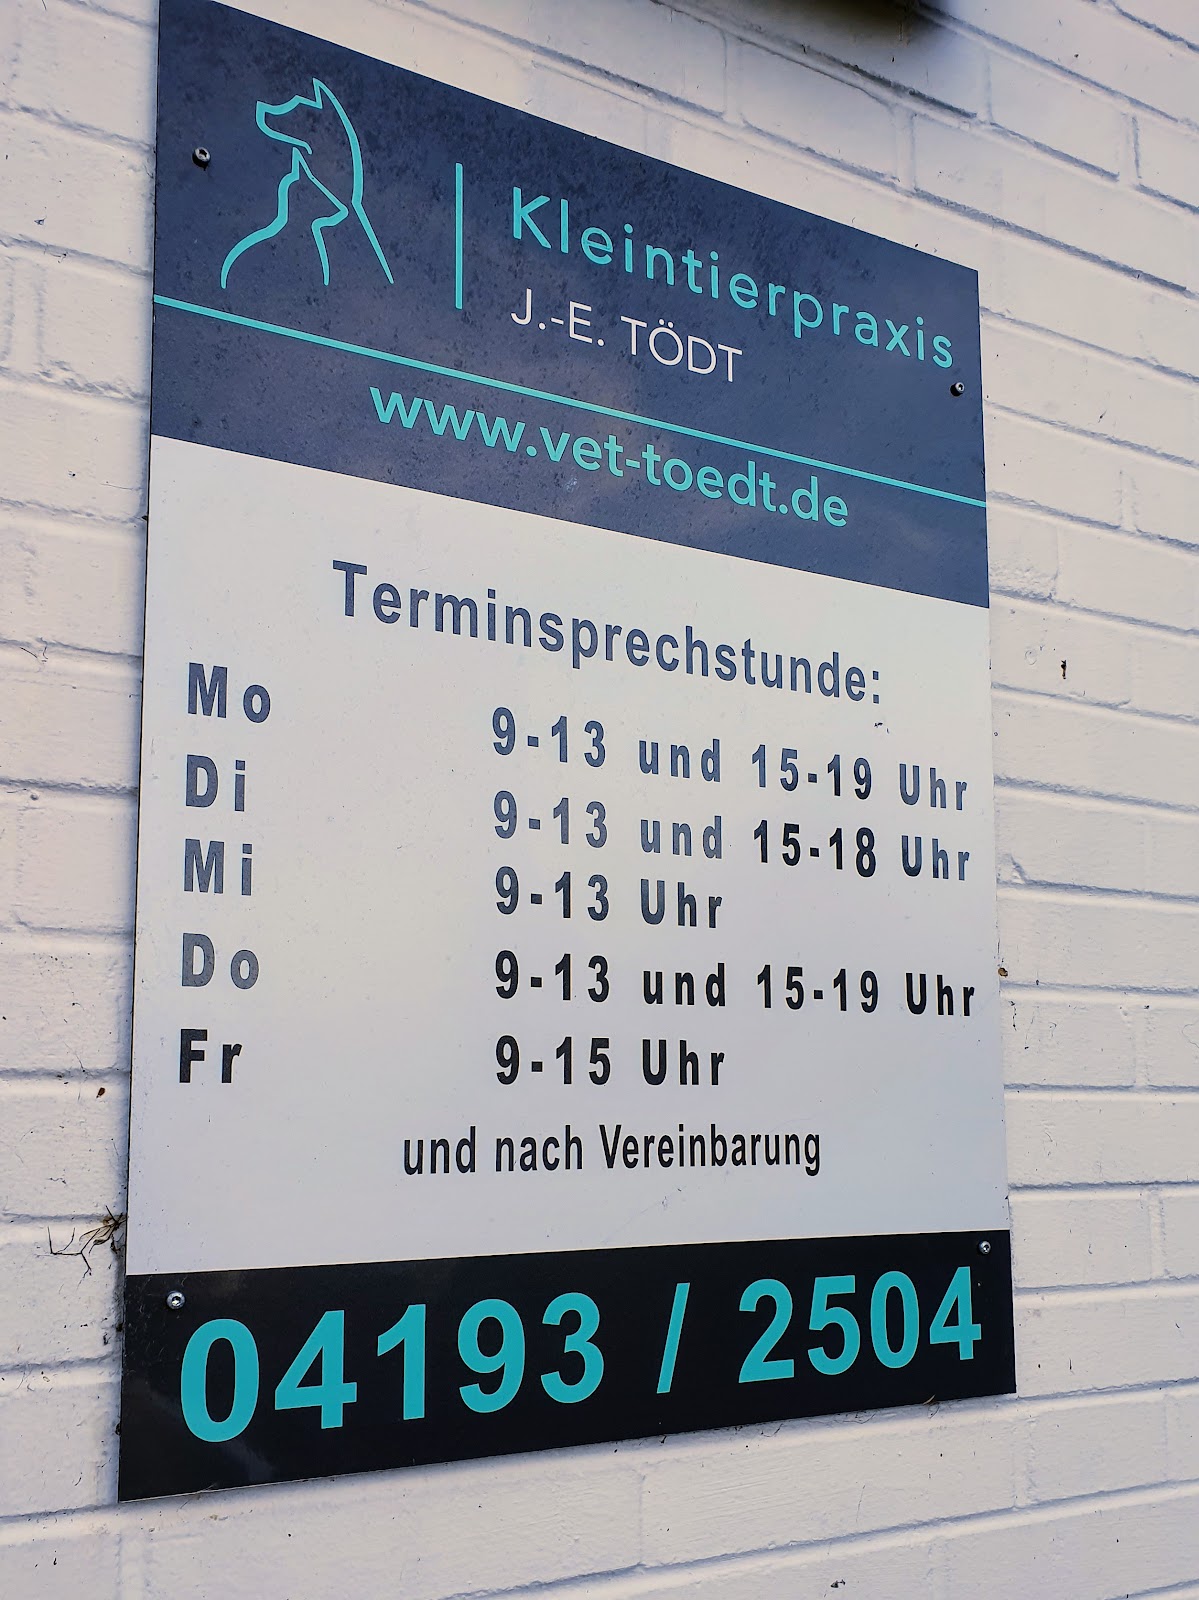 Kleintierpraxis
J.-E. TÖDT
www.vet-toedt.de
Terminsprechstunde:
Mo 9-13 und 15-19 Uhr
Di 9-13 und 15-18 Uhr
Mi 9-13 Uhr
Do 9-13 und 15-19 Uhr
Fr 9-15 Uhr
und nach Vereinbarung
04193 / 2504